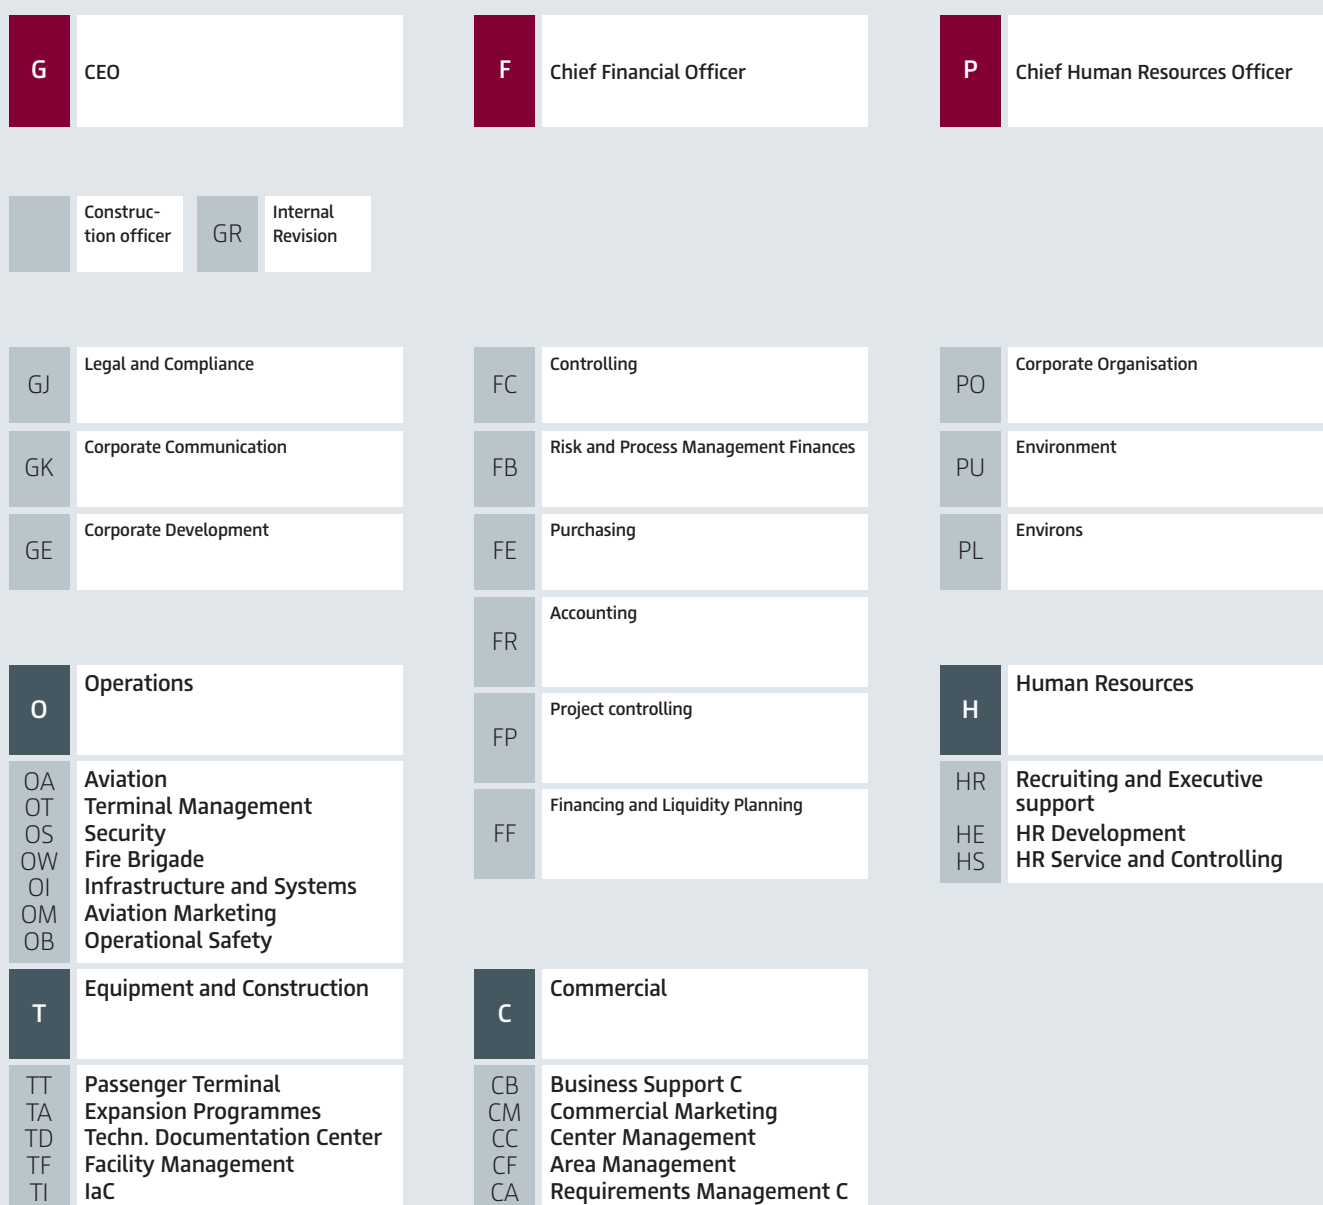 G
CEO
F
Chief Financial Officer
P
Chief Human Resources Officer
Construc-
tion officer
GR
Internal
Revision
GJ
Legal and Compliance
GK
Corporate Communication
GE
Corporate Development
FC
Controlling
FB
Risk and Process Management Finances
FE
Purchasing
FR
Accounting
FP
Project controlling
FF
Financing and Liquidity Planning
PO
Corporate Organisation
PU
Environment
PL
Environs
O
Operations
OA Aviation
OT Terminal Management
OS Security
OW Fire Brigade
OI Infrastructure and Systems
OM Aviation Marketing
OB Operational Safety
H
Human Resources
HR Recruiting and Executive
support
HE HR Development
HS HR Service and Controlling
T
Equipment and Construction
TT Passenger Terminal
TA Expansion Programmes
TD Techn. Documentation Center
TF Facility Management
TI IaC
C
Commercial
CB Business Support C
CM Commercial Marketing
CC Center Management
CF Area Management
CA Requirements Management C